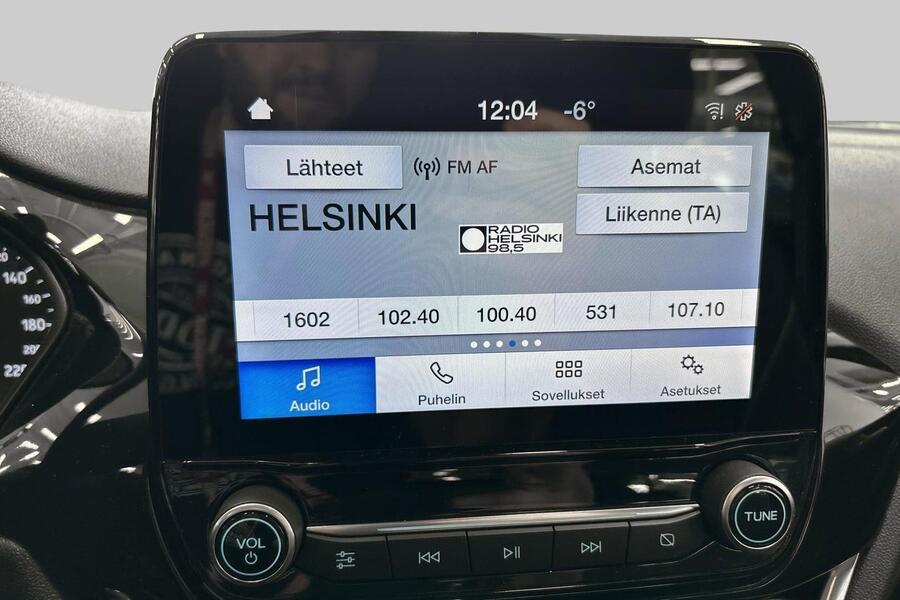 12:04 -6°
Lähteet FM AF Asemat
HELSINKI
Liikenne (TA)
RADIO
HELSINKI
98,5
1602 102.40 100.40 531 107.10
Audio Puhelin Sovellukset Asetukset
140
160
180
VOL
TUNE